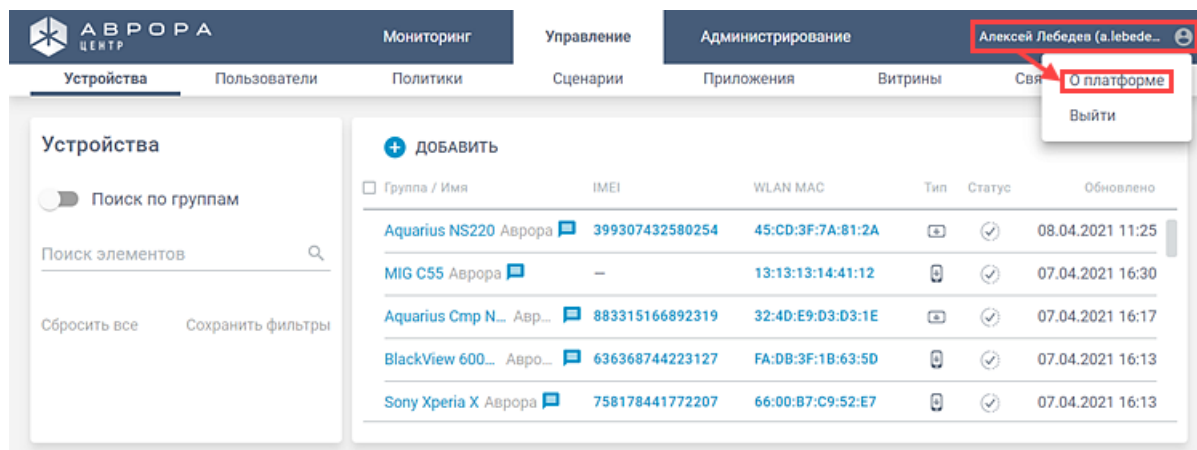 АВРОРА
ЦЕНТР
Мониторинг Управление Администрирование Алексей Лебедев (a.lebede...
Устройства Пользователи Политики Сценарии Приложения Витрины Свя О платформе
Выйти
Устройства ДОБАВИТЬ
Поиск по группам
Группа / Имя IMEI WLAN MAC Тип Статус Обновлено
Aquarius NS220 Аврора 399307432580254 45:CD:3F:7A:81:2A 08.04.2021 11:25
Поиск элементов
MIG C55 Аврора — 13:13:13:14:41:12 07.04.2021 16:30
Aquarius Cmp N... Авр... 883315166892319 32:4D:E9:D3:D3:1E 07.04.2021 16:17
Сбросить все Сохранить фильтры
BlackView 600... Авро... 636368744223127 FA:DB:3F:1B:63:5D 07.04.2021 16:13
Sony Xperia X Аврора 758178441772207 66:00:B7:C9:52:E7 07.04.2021 16:13